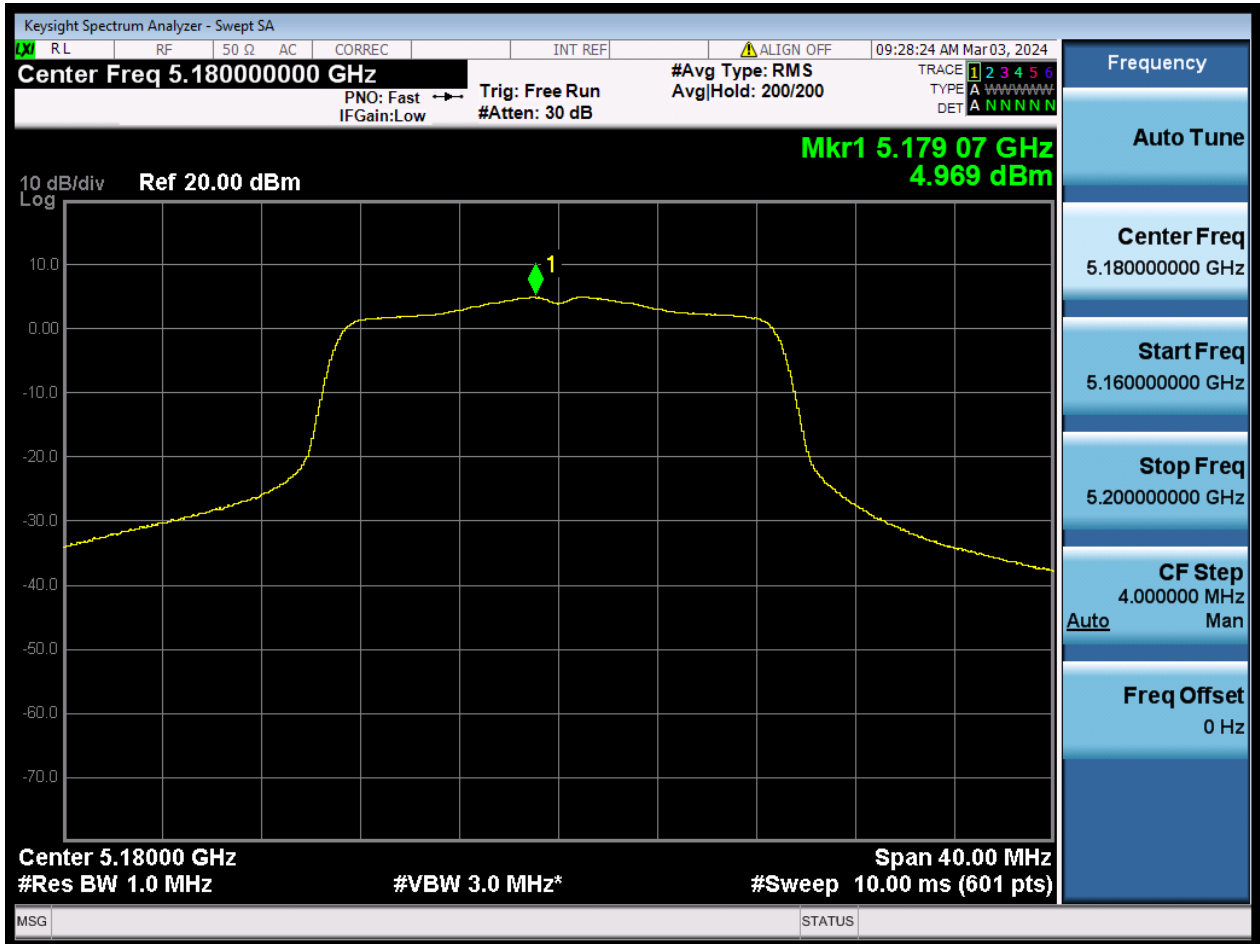 Keysight Spectrum Analyzer - Swept SA
LXI RL RF 50 Ω AC CORREC INT REF ALIGN OFF 09:28:24 AM Mar 03, 2024
Center Freq 5.180000000 GHz
PNO: Fast
IFGain:Low
Trig: Free Run
#Atten: 30 dB
#Avg Type: RMS
Avg|Hold: 200/200
TRACE 1 2 3 4 5 6
TYPE A WWWWW
DET A N N N N N
Mkr1 5.179 07 GHz
4.969 dBm
10 dB/div Ref 20.00 dBm
Log
10.0
1
0.00
-10.0
-20.0
-30.0
-40.0
-50.0
-60.0
-70.0
Center 5.18000 GHz Span 40.00 MHz
#Res BW 1.0 MHz #VBW 3.0 MHz* #Sweep 10.00 ms (601 pts)
MSG STATUS
Frequency
Auto Tune
Center Freq
5.180000000 GHz
Start Freq
5.160000000 GHz
Stop Freq
5.200000000 GHz
CF Step
4.000000 MHz
Auto Man
Freq Offset
0 Hz